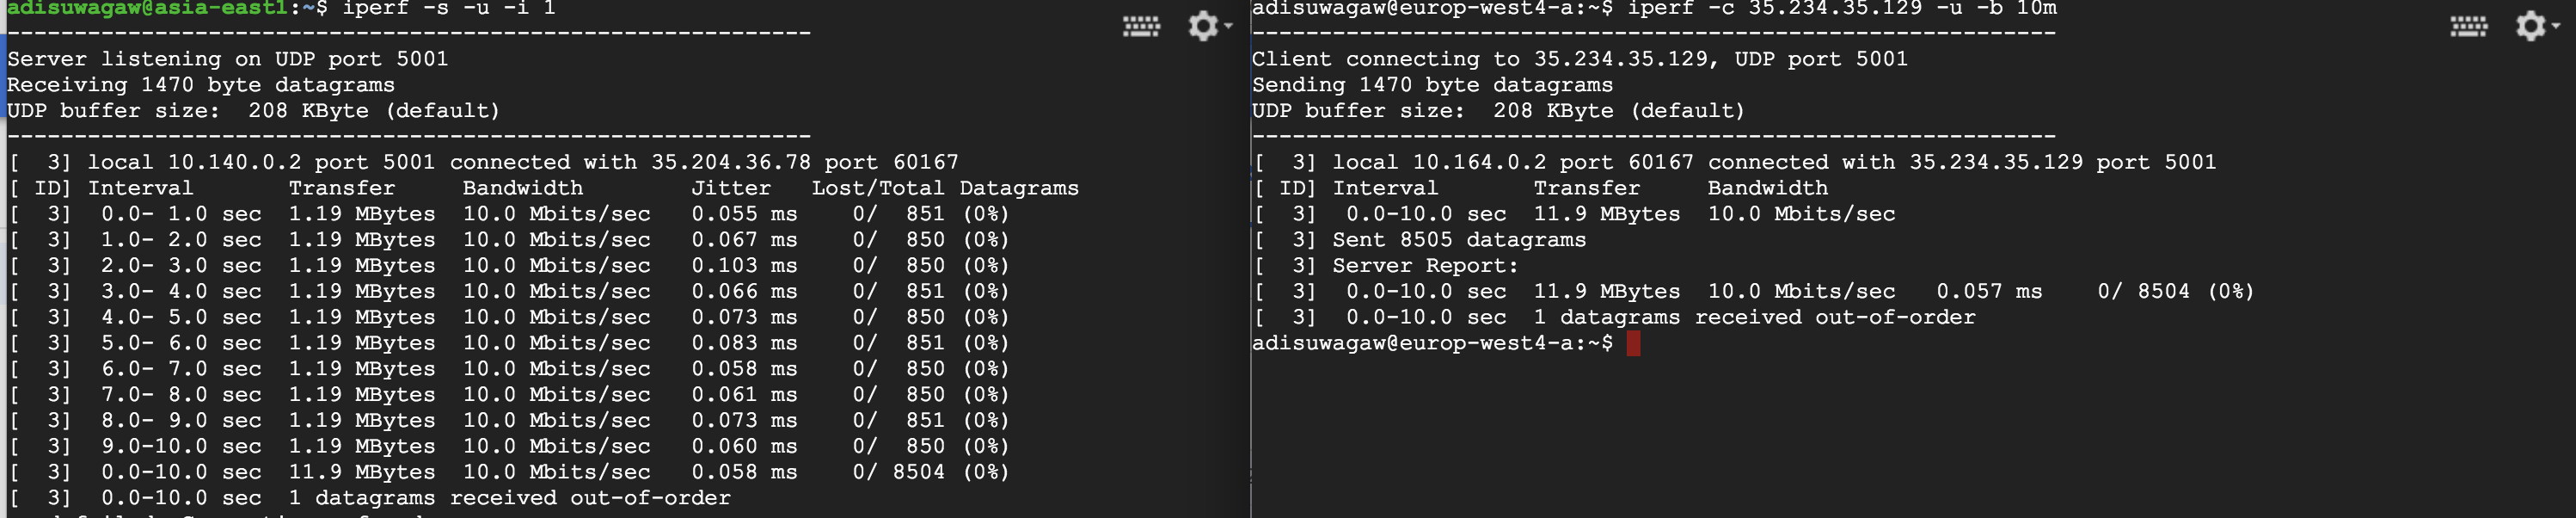 adisuwagaw@asia-east1:~$ iperf -s -u -i 1
------------------------------------------------------------
Server listening on UDP port 5001
Receiving 1470 byte datagrams
UDP buffer size:  208 KByte (default)
------------------------------------------------------------
[  3] local 10.140.0.2 port 5001 connected with 35.204.36.78 port 60167
[ ID] Interval       Transfer     Bandwidth        Jitter   Lost/Total Datagrams
[  3]  0.0- 1.0 sec  1.19 MBytes  10.0 Mbits/sec   0.055 ms    0/  851 (0%)
[  3]  1.0- 2.0 sec  1.19 MBytes  10.0 Mbits/sec   0.067 ms    0/  850 (0%)
[  3]  2.0- 3.0 sec  1.19 MBytes  10.0 Mbits/sec   0.103 ms    0/  850 (0%)
[  3]  3.0- 4.0 sec  1.19 MBytes  10.0 Mbits/sec   0.066 ms    0/  851 (0%)
[  3]  4.0- 5.0 sec  1.19 MBytes  10.0 Mbits/sec   0.073 ms    0/  850 (0%)
[  3]  5.0- 6.0 sec  1.19 MBytes  10.0 Mbits/sec   0.083 ms    0/  851 (0%)
[  3]  6.0- 7.0 sec  1.19 MBytes  10.0 Mbits/sec   0.058 ms    0/  850 (0%)
[  3]  7.0- 8.0 sec  1.19 MBytes  10.0 Mbits/sec   0.061 ms    0/  850 (0%)
[  3]  8.0- 9.0 sec  1.19 MBytes  10.0 Mbits/sec   0.073 ms    0/  851 (0%)
[  3]  9.0-10.0 sec  1.19 MBytes  10.0 Mbits/sec   0.060 ms    0/  850 (0%)
[  3]  0.0-10.0 sec  11.9 MBytes  10.0 Mbits/sec   0.058 ms    0/ 8504 (0%)
[  3]  0.0-10.0 sec  1 datagrams received out-of-order
adisuwagaw@europ-west4-a:~$ iperf -c 35.234.35.129 -u -b 10m
------------------------------------------------------------
Client connecting to 35.234.35.129, UDP port 5001
Sending 1470 byte datagrams
UDP buffer size:  208 KByte (default)
------------------------------------------------------------
[  3] local 10.164.0.2 port 60167 connected with 35.234.35.129 port 5001
[ ID] Interval       Transfer     Bandwidth
[  3]  0.0-10.0 sec  11.9 MBytes  10.0 Mbits/sec
[  3] Sent 8505 datagrams
[  3] Server Report:
[  3]  0.0-10.0 sec  11.9 MBytes  10.0 Mbits/sec   0.057 ms    0/ 8504 (0%)
[  3]  0.0-10.0 sec  1 datagrams received out-of-order
adisuwagaw@europ-west4-a:~$